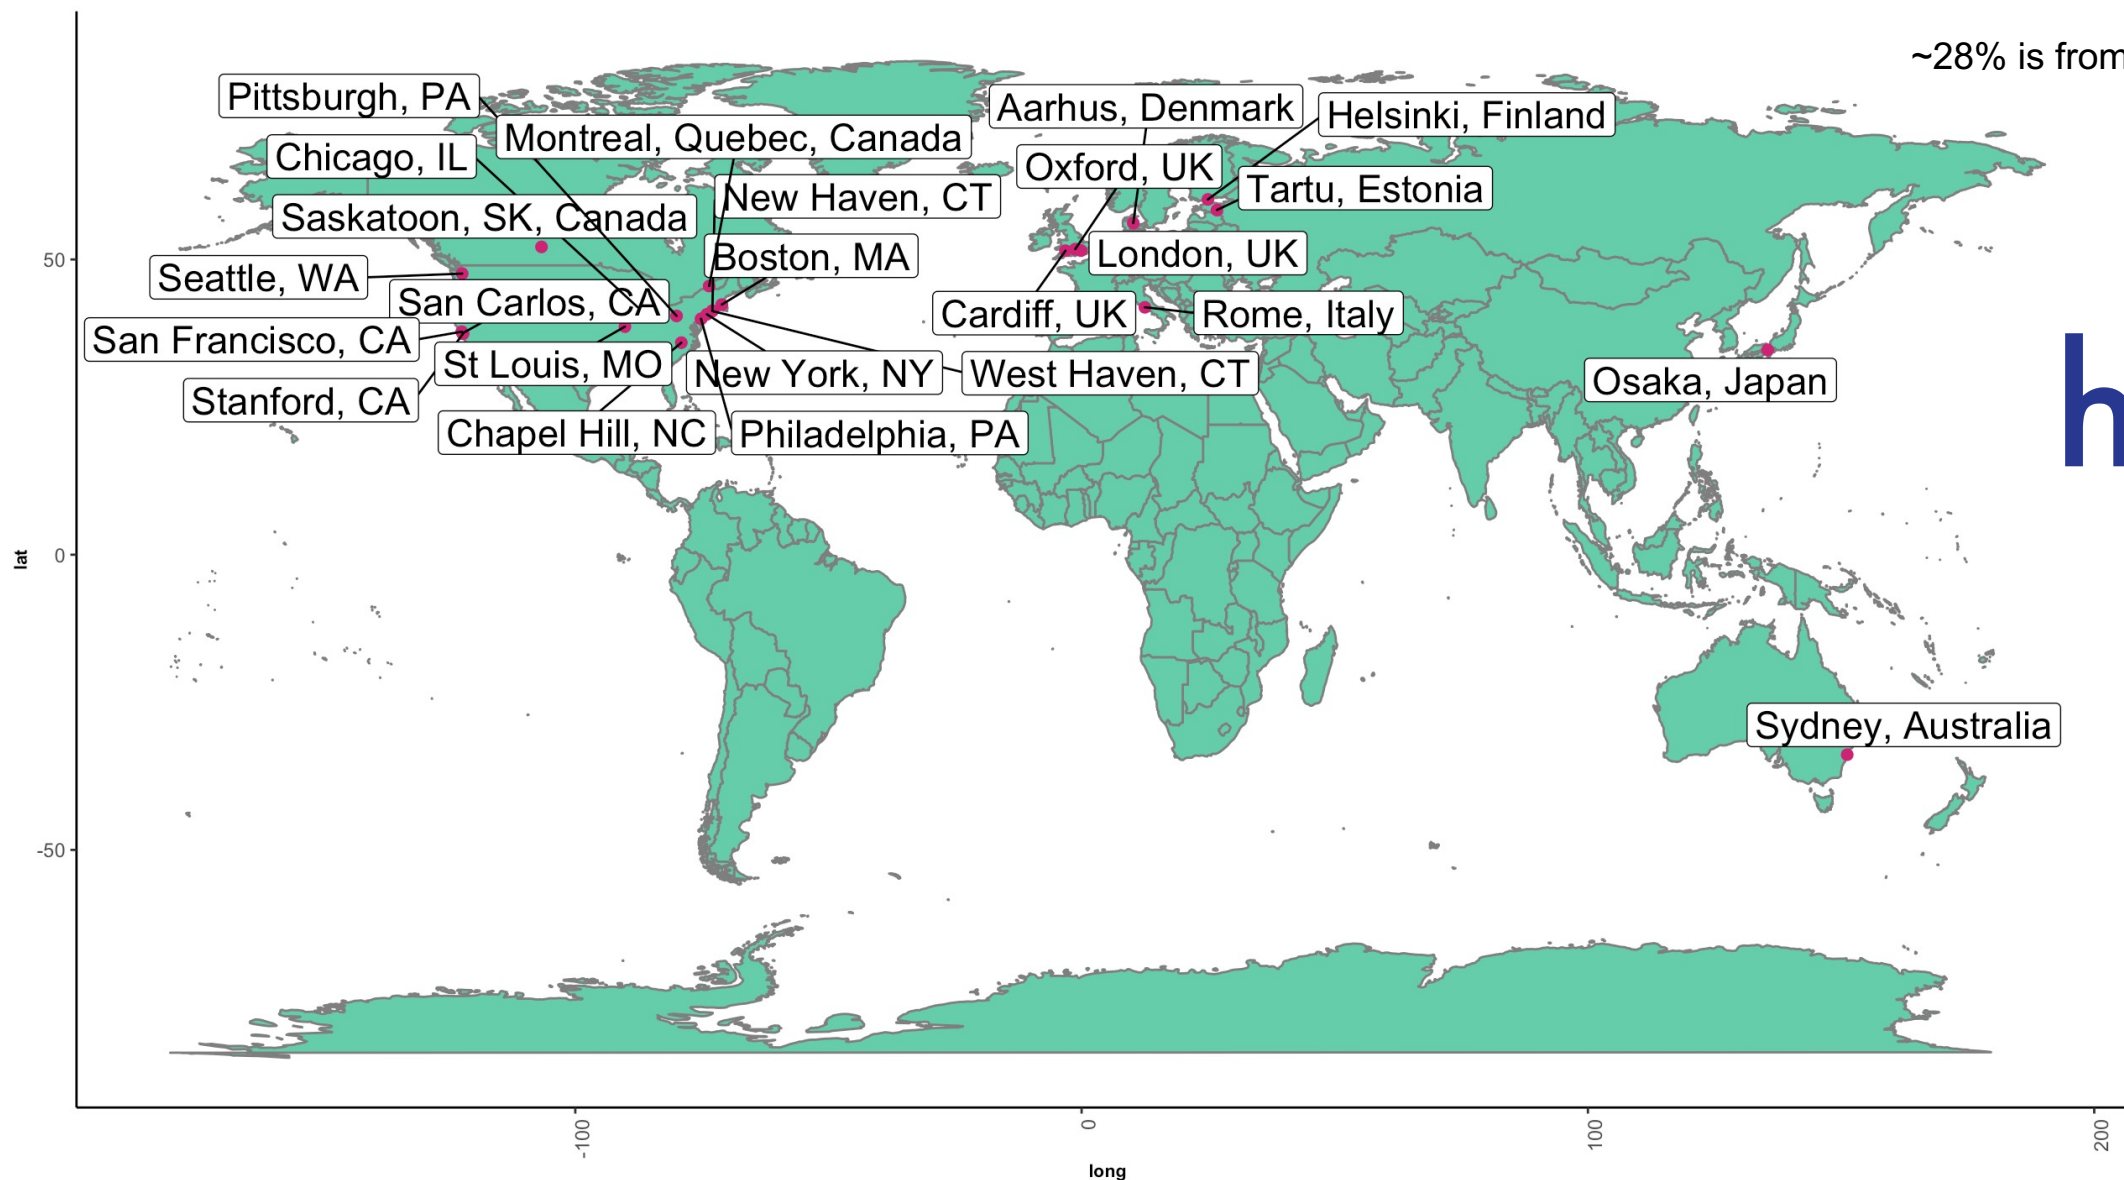 ~28% is from
Pittsburgh, PA
Aarhus, Denmark
Helsinki, Finland
Montreal, Quebec, Canada
Chicago, IL
Oxford, UK
Tartu, Estonia
New Haven, CT
Saskatoon, SK, Canada
London, UK
Boston, MA
50
Seattle, WA
San Carlos, CA
Cardiff, UK
Rome, Italy
San Francisco, CA
St Louis, MO
New York, NY
West Haven, CT
Osaka, Japan
h
Stanford, CA
Chapel Hill, NC
Philadelphia, PA
lat
0
Sydney, Australia
-50
-100
0
100
200
long